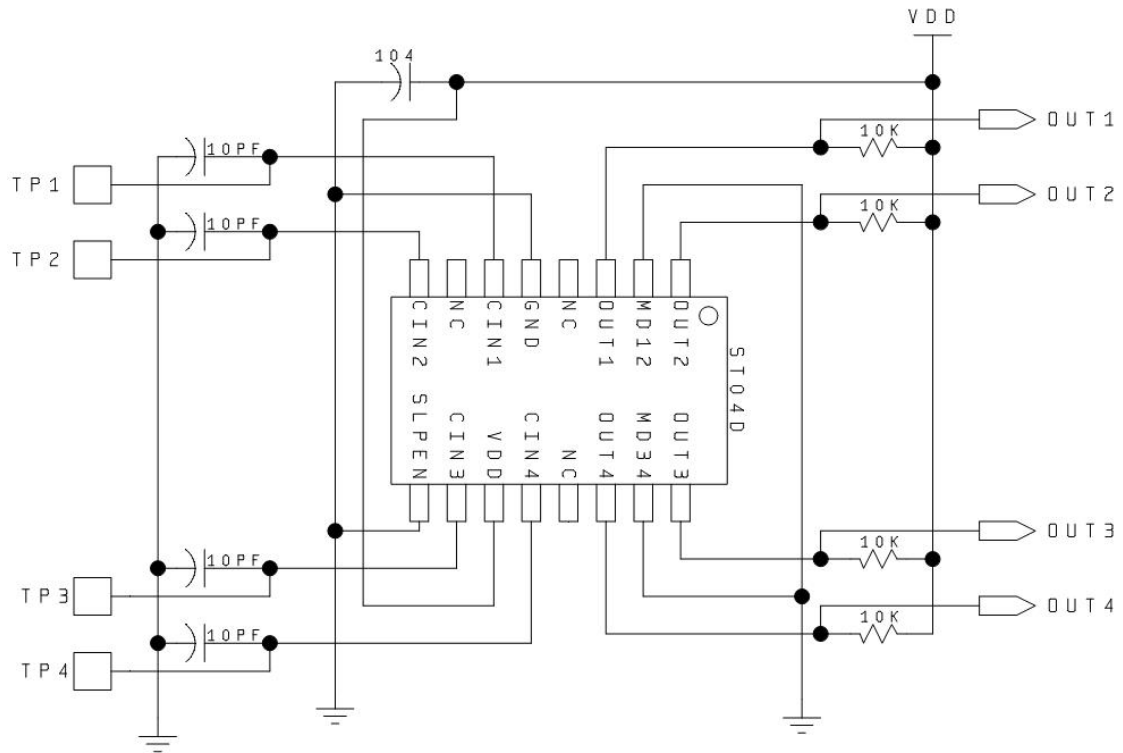 VDD
104
OUT1
10PF
10K
TP1
OUT2
10PF
10K
TP2
CIN2
NC
CIN1
GND
NC
OUT1
MD12
OUT2
ST04D
SLPEN
CIN3
VDD
CIN4
NC
OUT4
MD34
OUT3
OUT3
10PF
10K
TP3
OUT4
10PF
10K
TP4